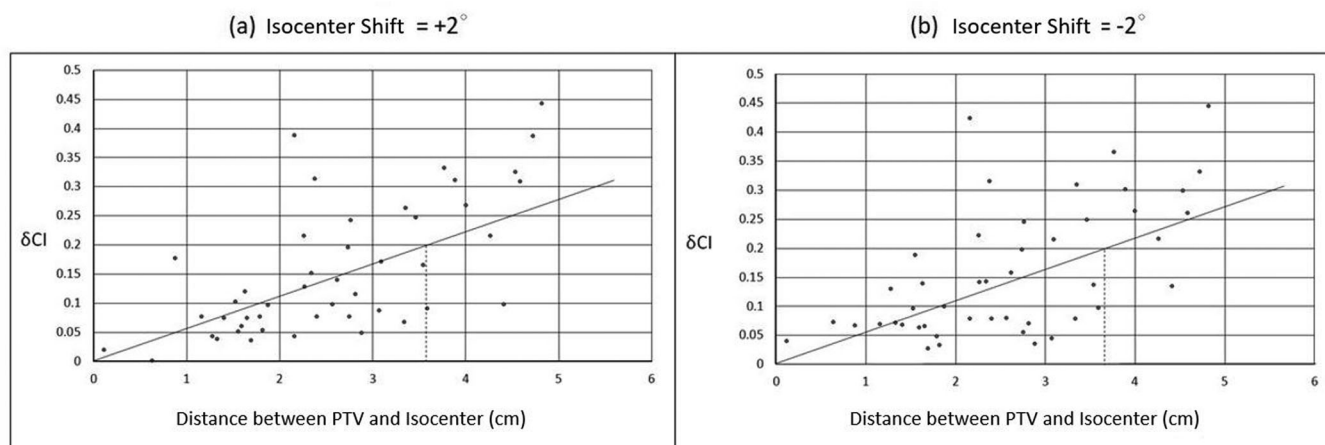 (a) Isocenter Shift = +2°
(b) Isocenter Shift = -2°
0.5
0.45
0.4
0.35
0.3
0.25
0.2
0.15
0.1
0.05
0
δCI
0 1 2 3 4 5 6
Distance between PTV and Isocenter (cm)
0.5
0.45
0.4
0.35
0.3
0.25
0.2
0.15
0.1
0.05
0
δCI
0 1 2 3 4 5 6
Distance between PTV and Isocenter (cm)